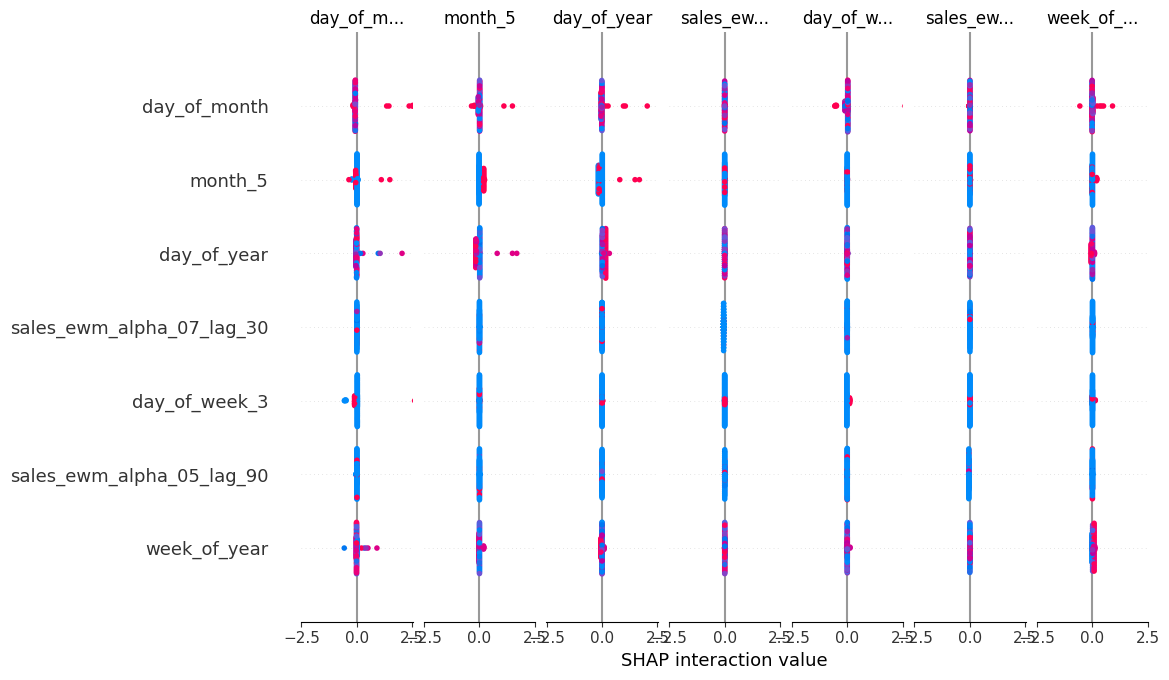 day_of_m... month_5 day_of_year sales_ew... day_of_w... sales_ew... week_of_...
day_of_month
month_5
day_of_year
sales_ewm_alpha_07_lag_30
day_of_week_3
sales_ewm_alpha_05_lag_90
week_of_year
−2.5 0.0 2.5 −2.5 0.0 2.5 −2.5 0.0 2.5 −2.5 0.0 2.5 −2.5 0.0 2.5 −2.5 0.0 2.5 −2.5 0.0 2.5
SHAP interaction value